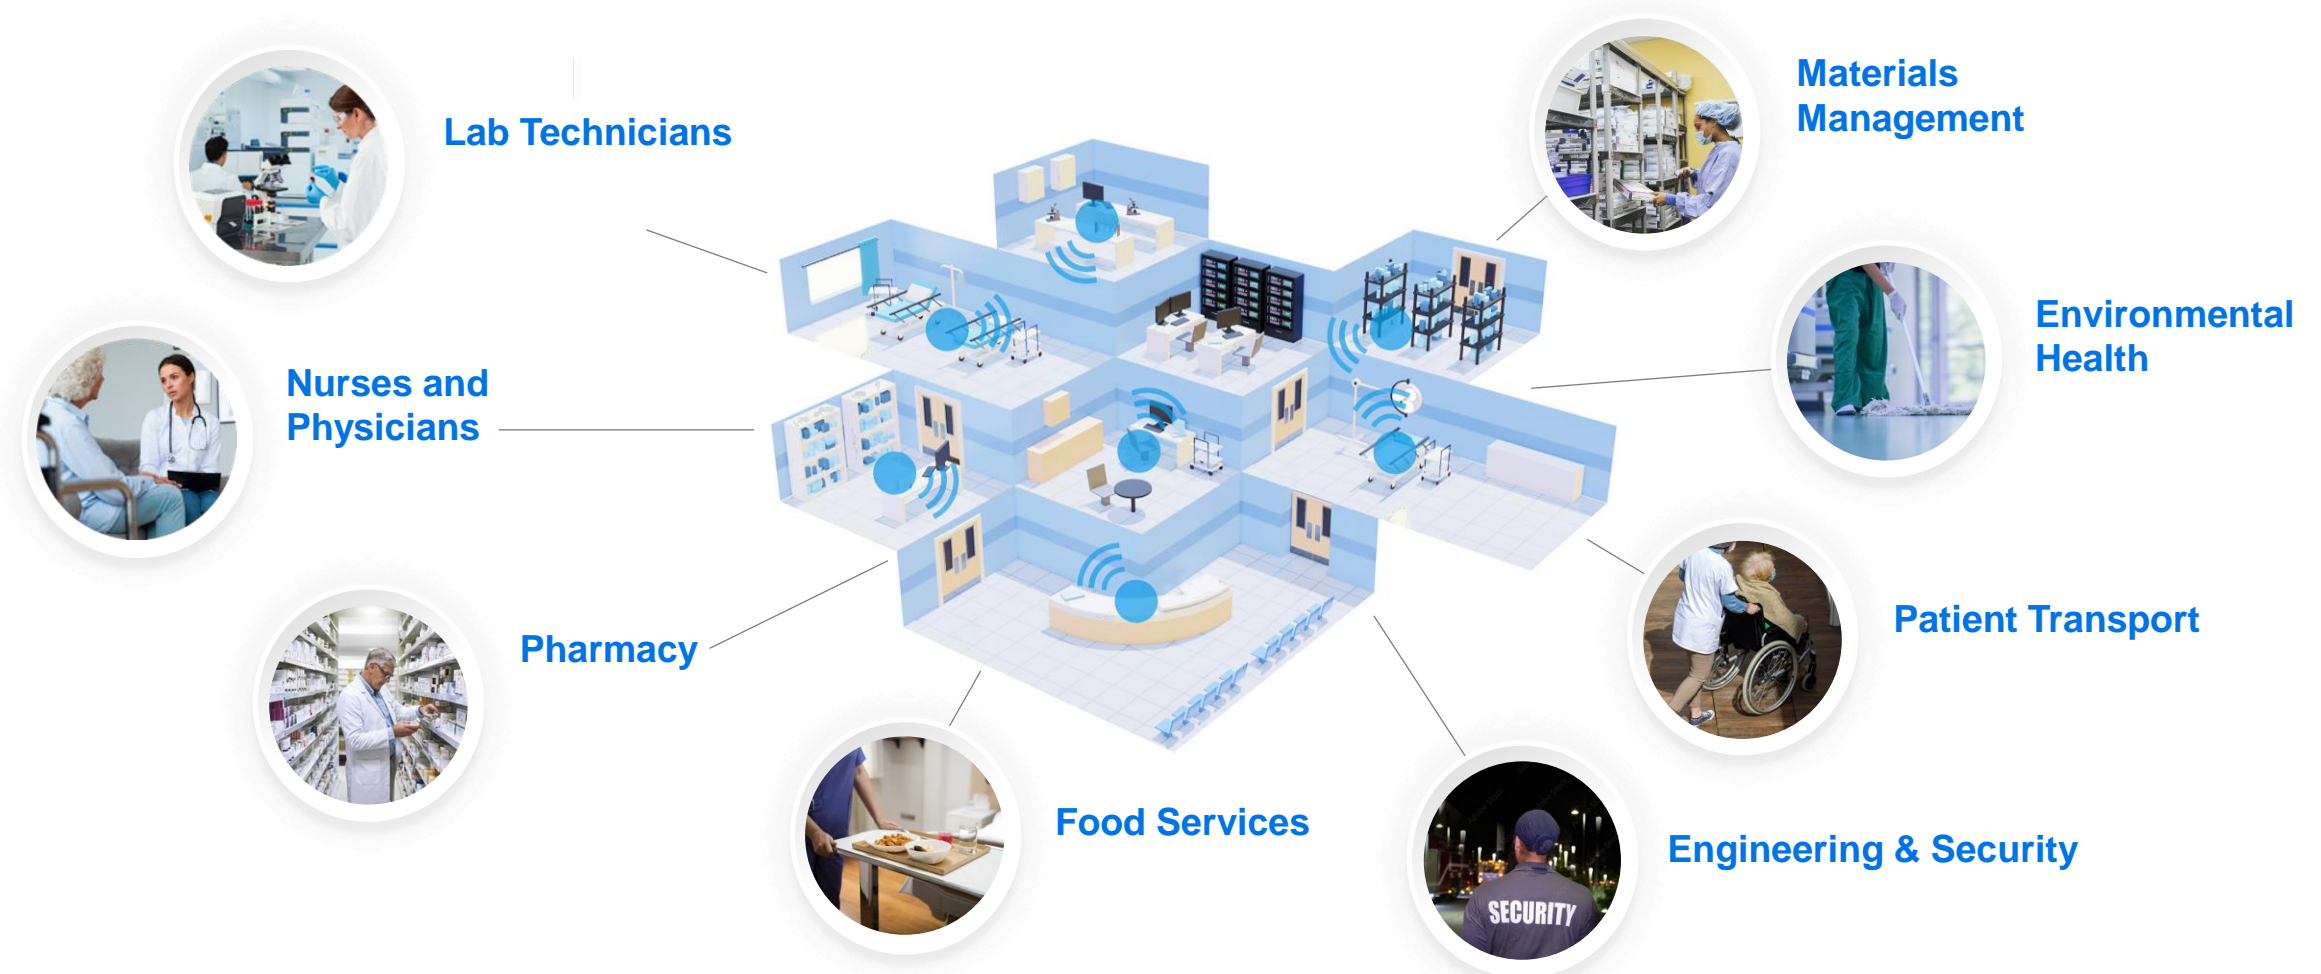 Lab Technicians
Materials
Management
Environmental
Health
Nurses and
Physicians
Patient Transport
Pharmacy
Food Services
Engineering & Security
SECURITY